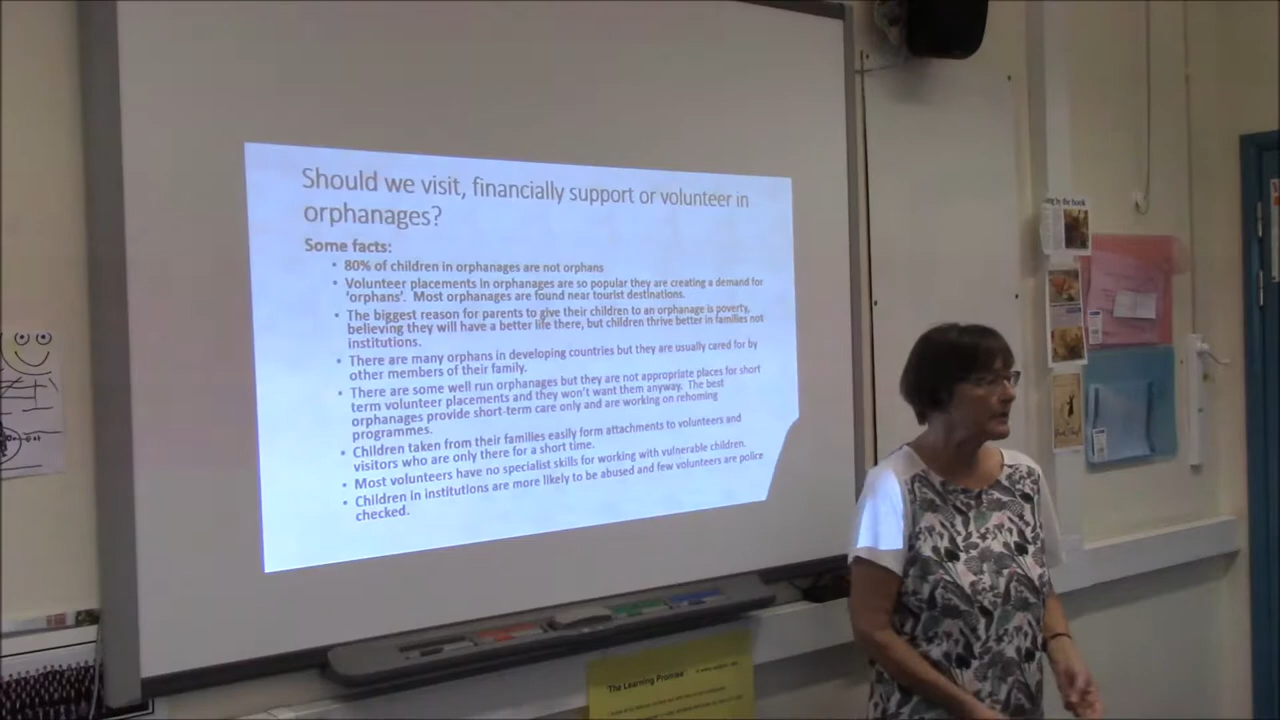 Should we visit, financially support or volunteer in
orphanages?
Some facts:
• 80% of children in orphanages are not orphans
• Volunteer placements in orphanages are so popular they are creating a demand for
'orphans'. Most orphanages are found near tourist destinations.
• The biggest reason for parents to give their children to an orphanage is poverty,
believing they will have a better life there, but children thrive better in families not
institutions.
• There are many orphans in developing countries but they are usually cared for by
other members of their family.
• There are some well run orphanages but they are not appropriate places for short
term volunteer placements and they won't want them anyway. The best
orphanages provide short-term care only and are working on rehoming
programmes.
• Children taken from their families easily form attachments to volunteers and
visitors who are only there for a short time.
• Most volunteers have no specialist skills for working with vulnerable children.
• Children in institutions are more likely to be abused and few volunteers are police
checked.
by the book
'The Learning Promise'